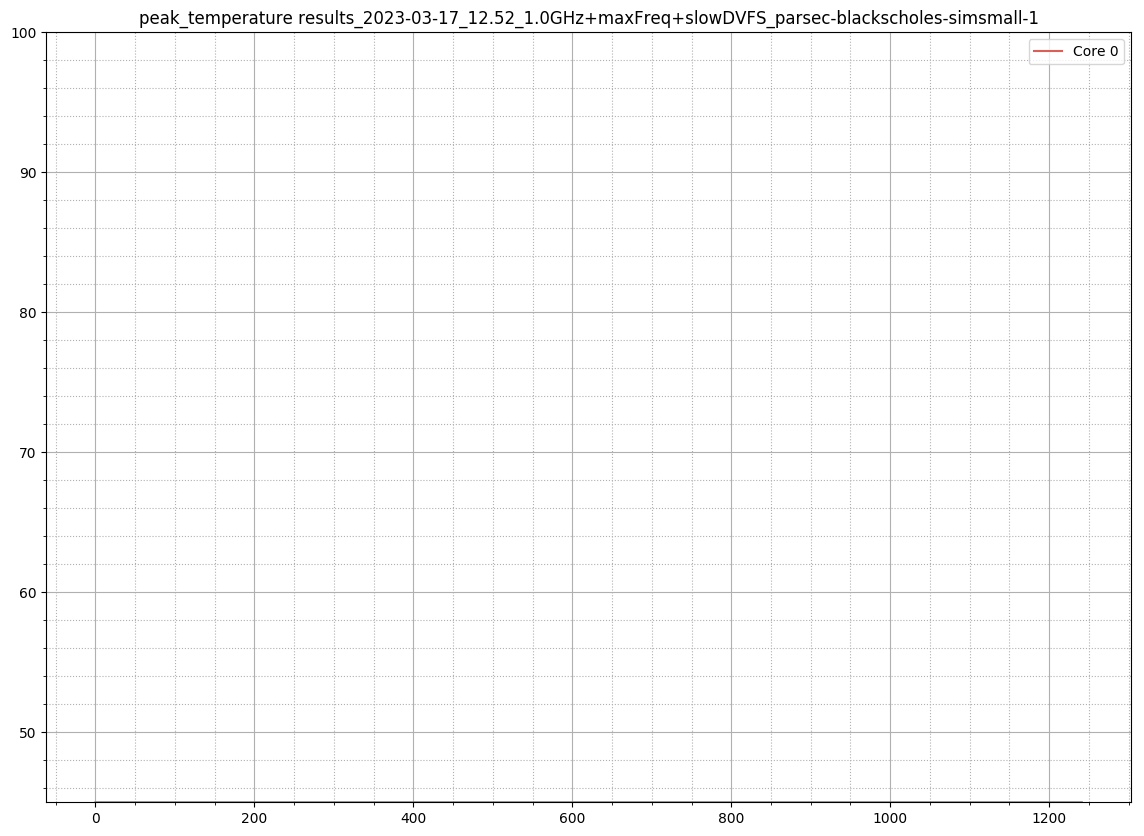 peak_temperature results_2023-03-17_12.52_1.0GHz+maxFreq+slowDVFS_parsec-blackscholes-simsmall-1
Core 0
100
90
80
70
60
50
0 200 400 600 800 1000 1200